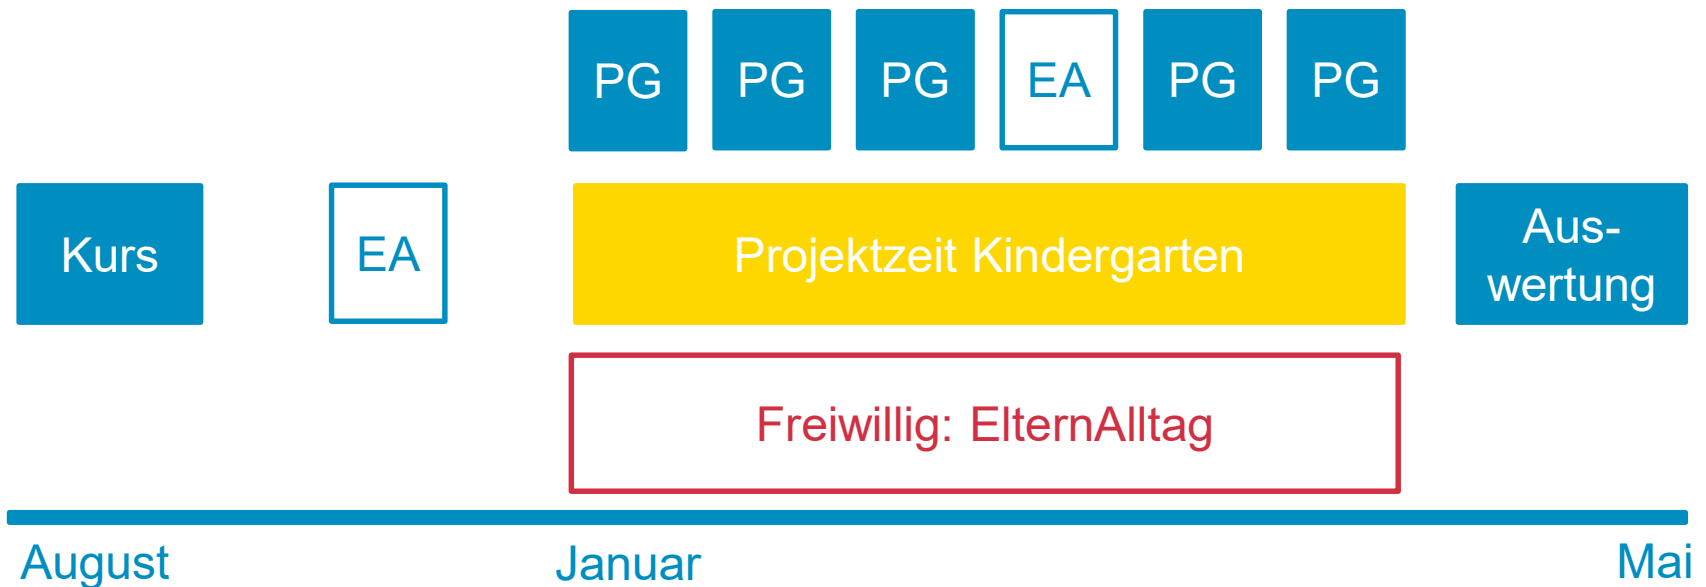 PG PG PG EA PG PG
Kurs
EA
Projektzeit Kindergarten
Aus-
wertung
Freiwillig: ElternAlltag
August Januar Mai